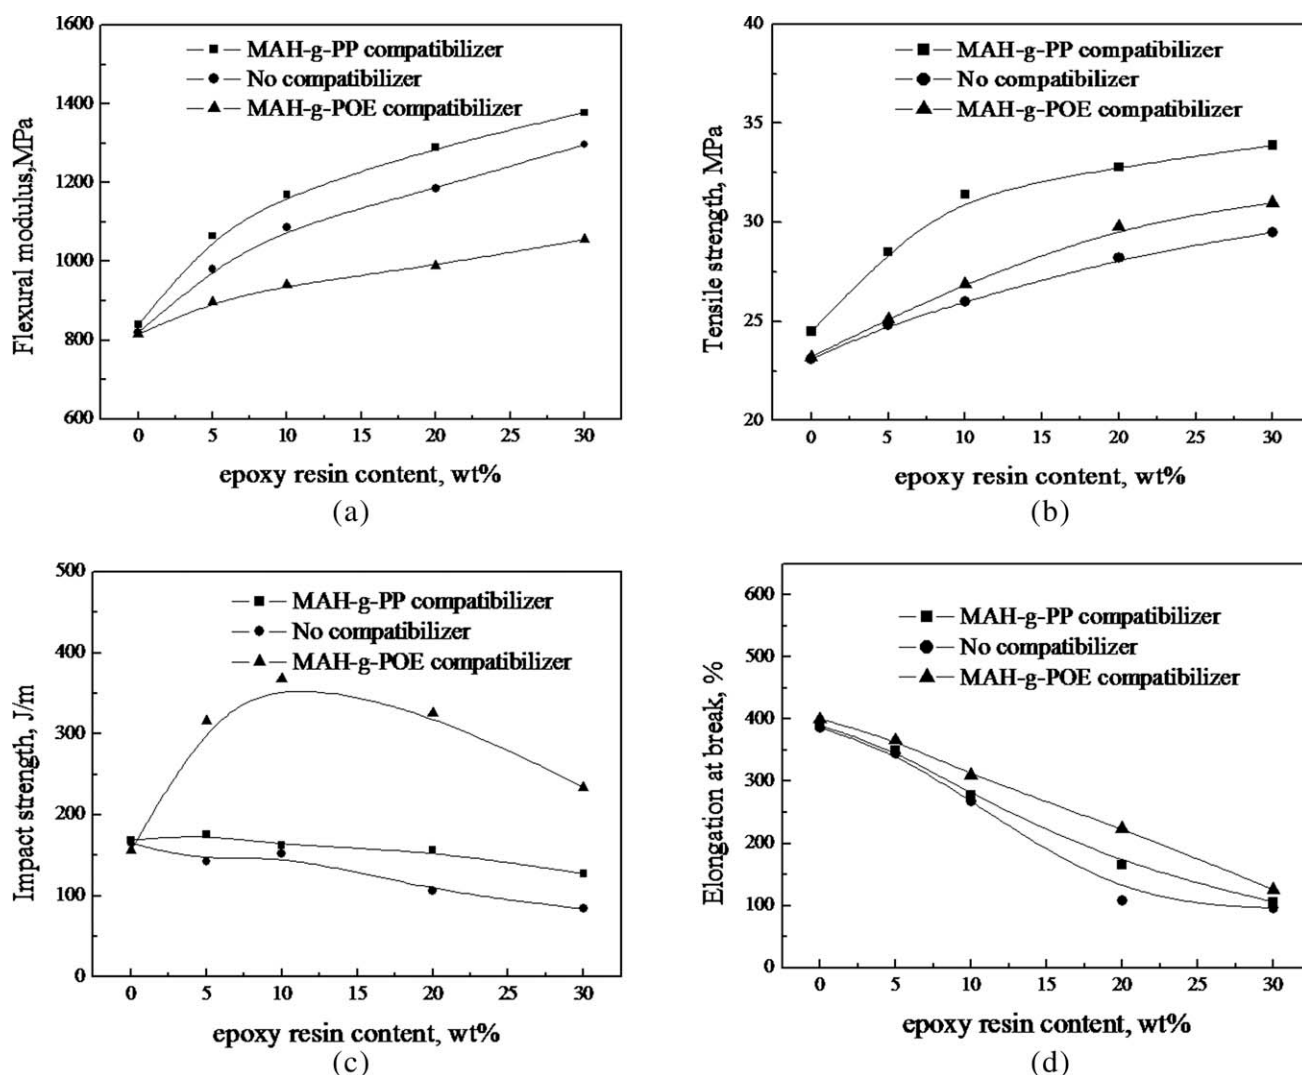 1600
1400
1200
1000
800
600
Flexural modulus,MPa
MAH-g-PP compatibilizer
No compatibilizer
MAH-g-POE compatibilizer
0 5 10 15 20 25 30
epoxy resin content, wt%
(a)
40
35
30
25
20
Tensile strength, MPa
MAH-g-PP compatibilizer
No compatibilizer
MAH-g-POE compatibilizer
0 5 10 15 20 25 30
epoxy resin content, wt%
(b)
500
400
300
200
100
0
Impact strength, J/m
MAH-g-PP compatibilizer
No compatibilizer
MAH-g-POE compatibilizer
0 5 10 15 20 25 30
epoxy resin content, wt%
(c)
600
500
400
300
200
100
0
Elongation at break, %
MAH-g-PP compatibilizer
No compatibilizer
MAH-g-POE compatibilizer
0 5 10 15 20 25 30
epoxy resin content, wt%
(d)